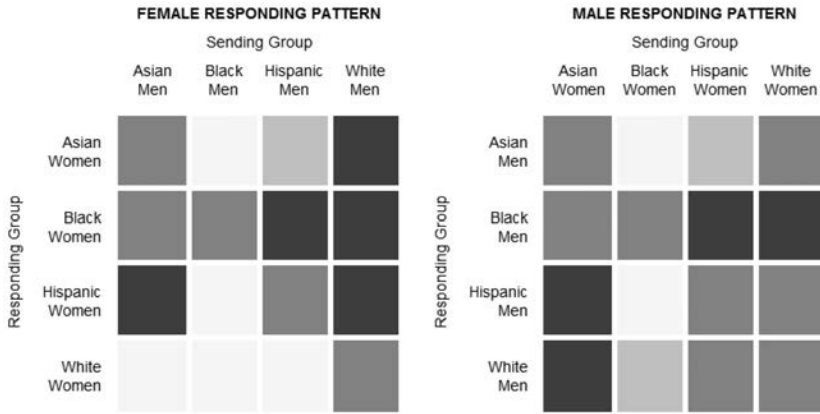 FEMALE RESPONDING PATTERN
Sending Group
Asian
Men
Black
Men
Hispanic
Men
White
Men
Responding Group
Asian
Women
Black
Women
Hispanic
Women
White
Women
MALE RESPONDING PATTERN
Sending Group
Asian
Women
Black
Women
Hispanic
Women
White
Women
Responding Group
Asian
Men
Black
Men
Hispanic
Men
White
Men